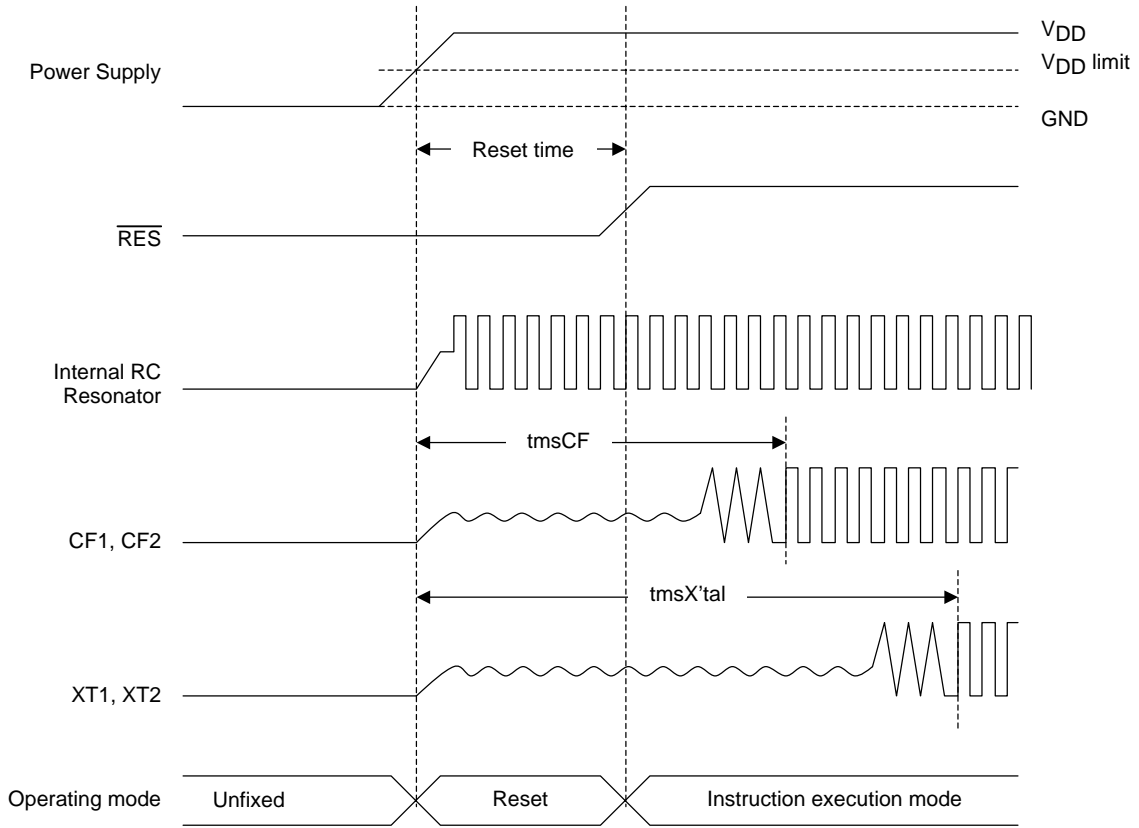 VDD
Power Supply
VDD limit
GND
Reset time
RES
Internal RC
Resonator
tmsCF
CF1, CF2
tmsX'tal
XT1, XT2
Operating mode
Unfixed
Reset
Instruction execution mode